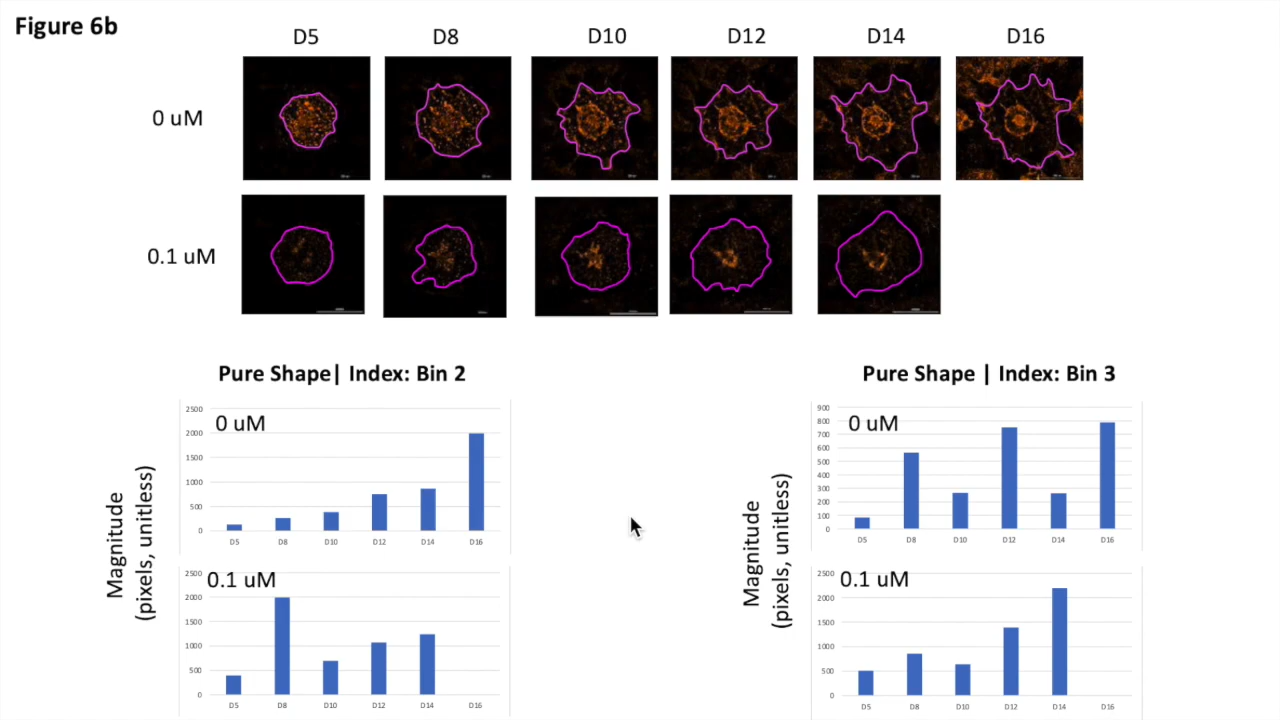 Figure 6b
D5 D8 D10 D12 D14 D16
0 uM
0.1 uM
Pure Shape| Index: Bin 2
Pure Shape | Index: Bin 3
Magnitude
(pixels, unitless)
0 uM
2500
2000
1500
1000
500
0
D5 D8 D10 D12 D14 D16
0.1 uM
2500
2000
1500
1000
500
0
D5 D8 D10 D12 D14 D16
Magnitude
(pixels, unitless)
0 uM
900
800
700
600
500
400
300
200
100
0
D5 D8 D10 D12 D14 D16
0.1 uM
2500
2000
1500
1000
500
0
D5 D8 D10 D12 D14 D16